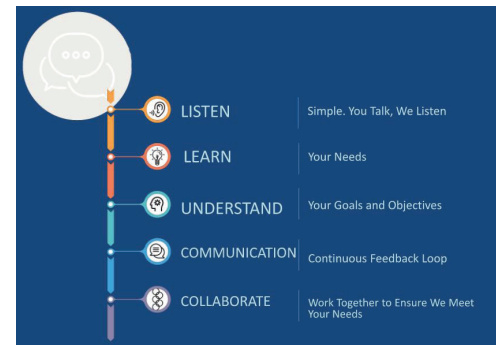 LISTEN
Simple. You Talk, We Listen
LEARN
Your Needs
UNDERSTAND
Your Goals and Objectives
COMMUNICATION
Continuous Feedback Loop
COLLABORATE
Work Together to Ensure We Meet
Your Needs